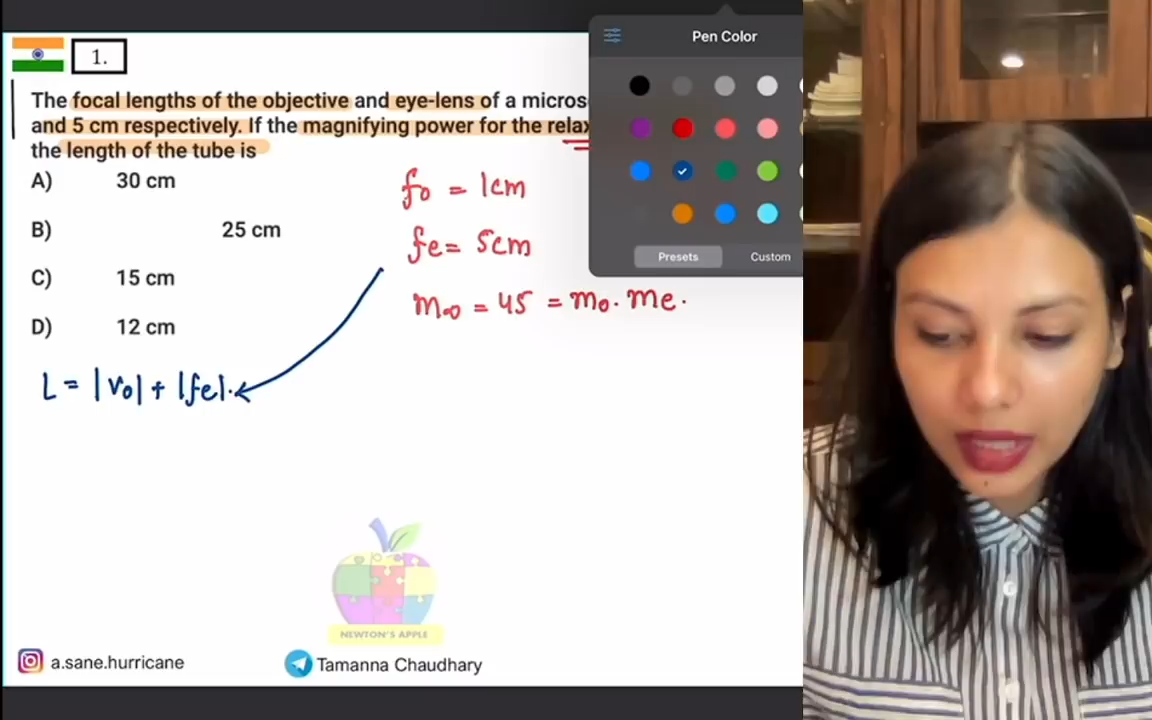 1.
The focal lengths of the objective and eye-lens of a micros
and 5 cm respectively. If the magnifying power for the relax
the length of the tube is
A) 30 cm
B) 25 cm
C) 15 cm
D) 12 cm
fo = 1cm
fe = 5cm
m∞ = 45 = mo. me.
L = |vo| + |fe|.
Pen Color
Presets Custom
NEWTON'S APPLE
a.sane.hurricane
Tamanna Chaudhary